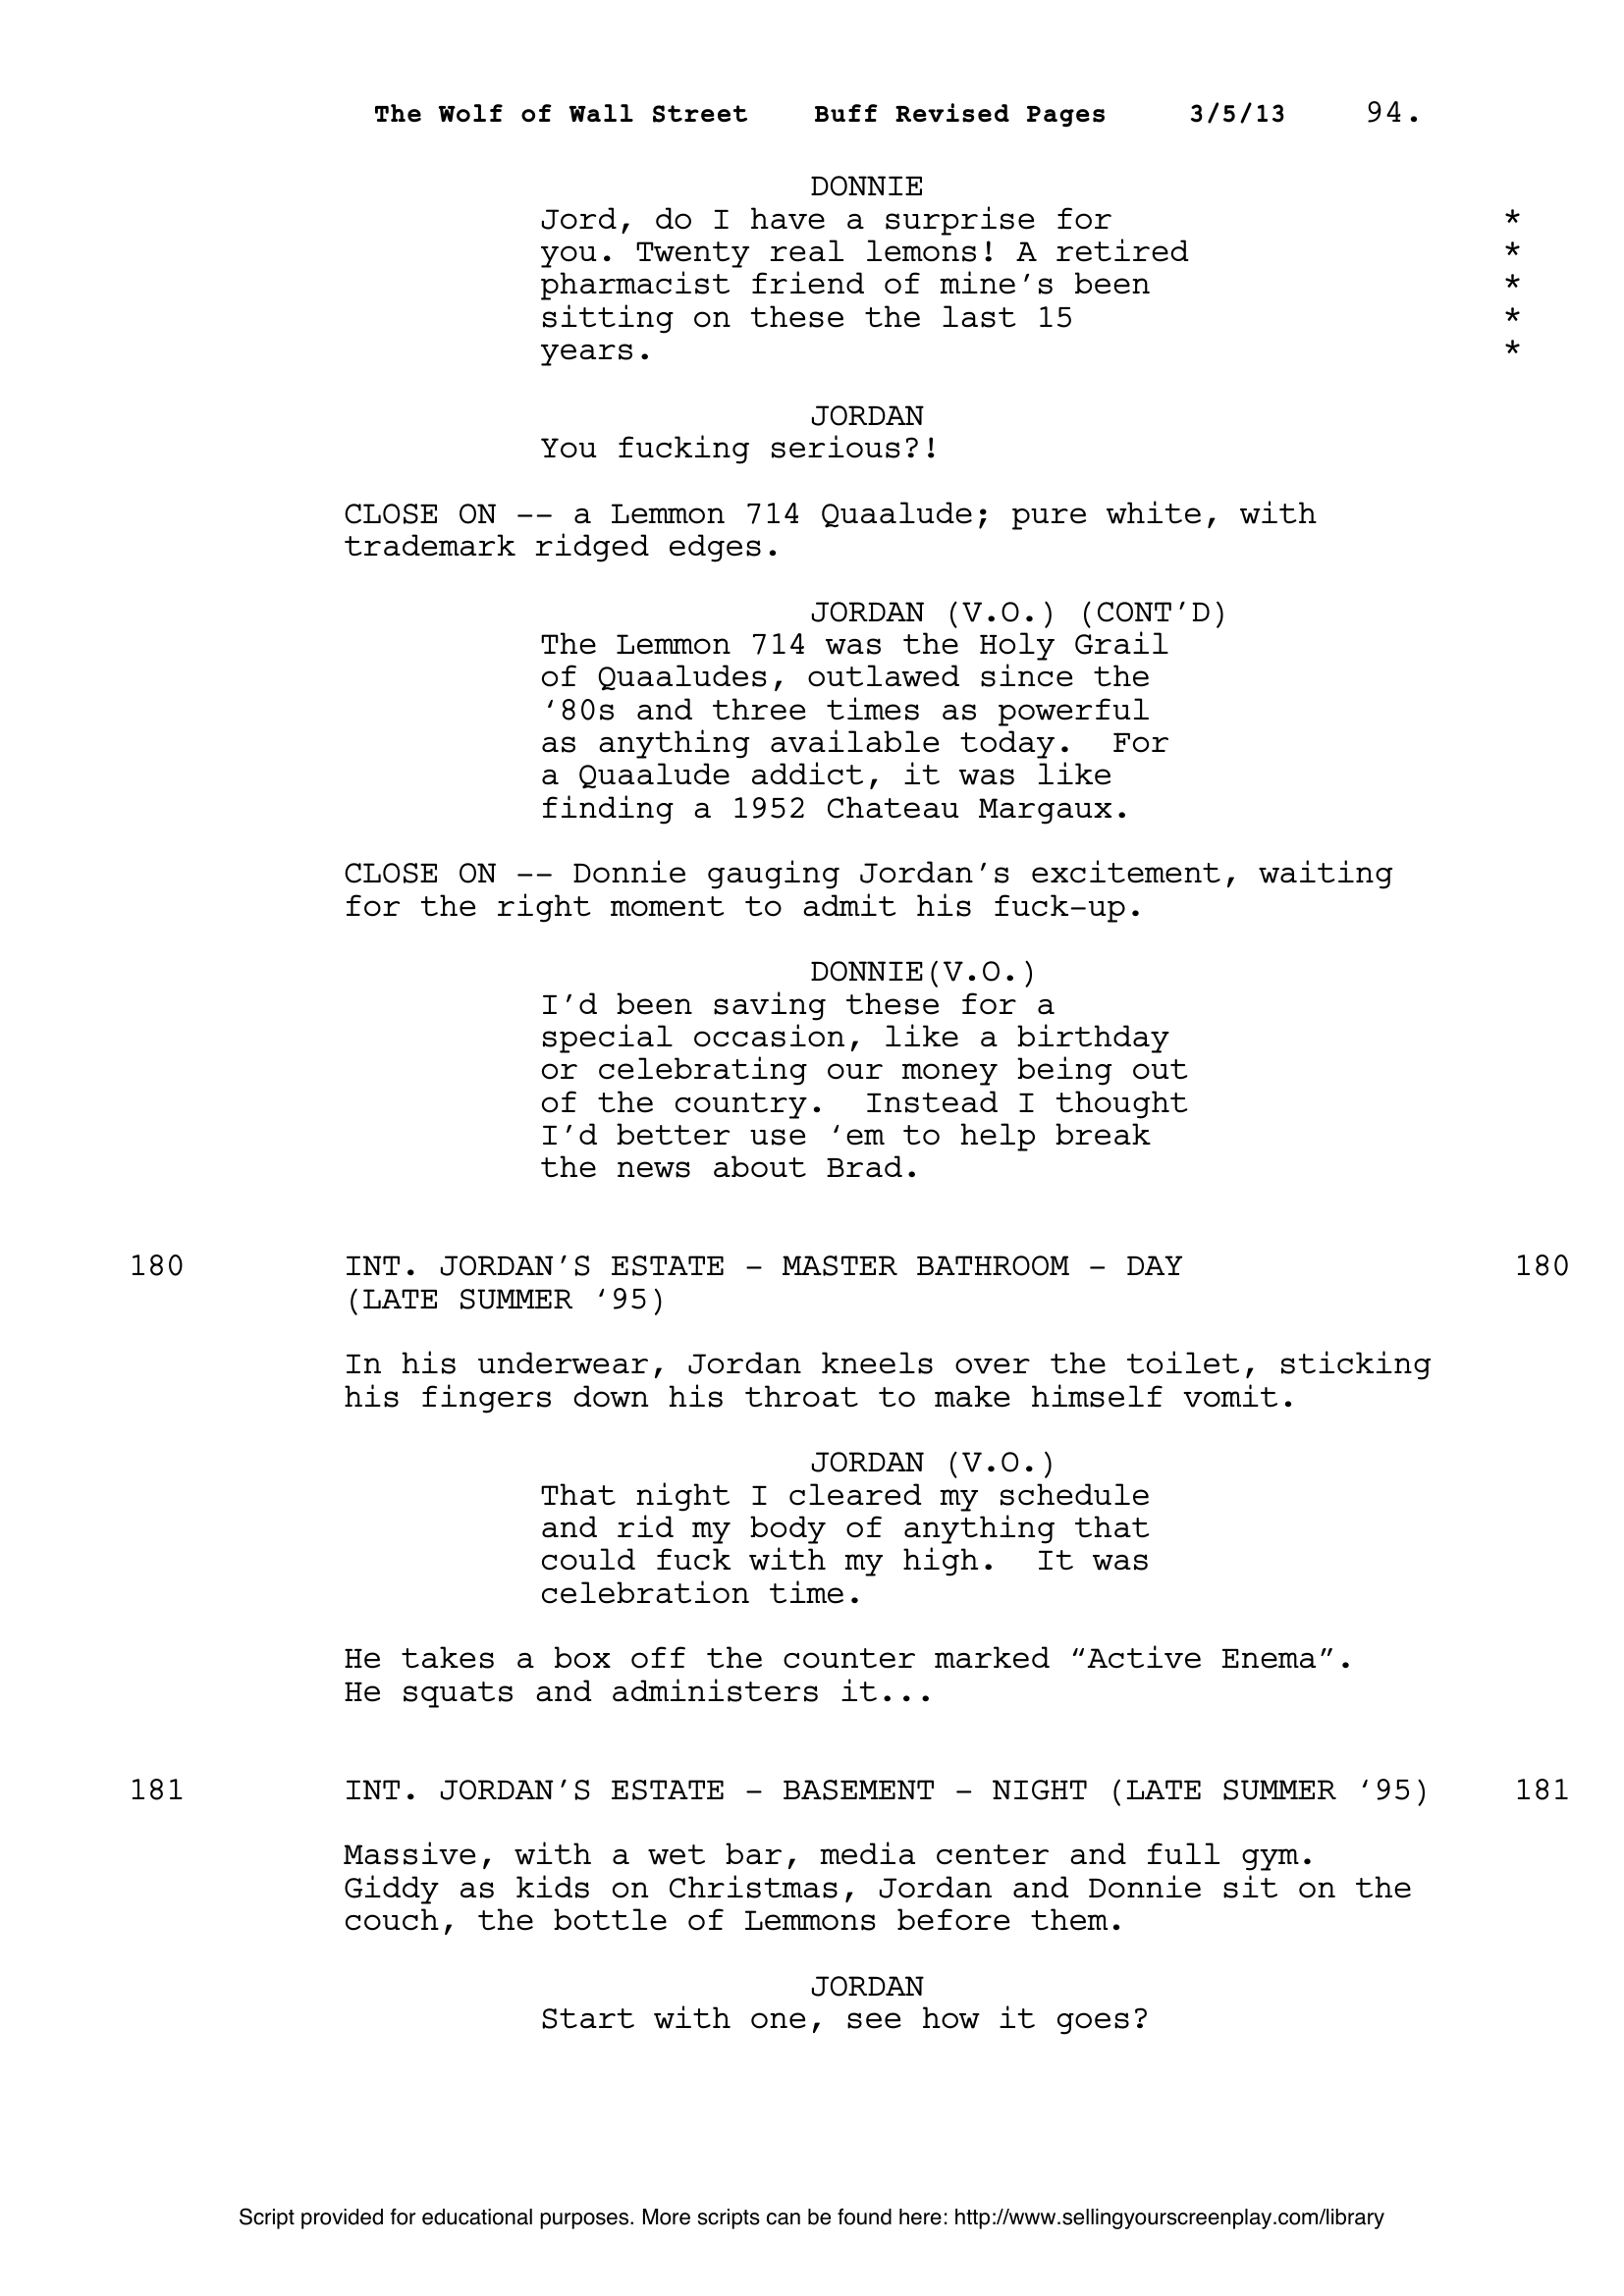 The Wolf of Wall Street    Buff Revised Pages    3/5/13    94.
DONNIE
Jord, do I have a surprise for *
you. Twenty real lemons! A retired *
pharmacist friend of mine’s been *
sitting on these the last 15 *
years. *
JORDAN
You fucking serious?!
CLOSE ON -- a Lemmon 714 Quaalude; pure white, with
trademark ridged edges.
JORDAN (V.O.) (CONT’D)
The Lemmon 714 was the Holy Grail
of Quaaludes, outlawed since the
‘80s and three times as powerful
as anything available today.  For
a Quaalude addict, it was like
finding a 1952 Chateau Margaux.
CLOSE ON -- Donnie gauging Jordan’s excitement, waiting
for the right moment to admit his fuck-up.
DONNIE(V.O.)
I’d been saving these for a
special occasion, like a birthday
or celebrating our money being out
of the country.  Instead I thought
I’d better use ‘em to help break
the news about Brad.
180 INT. JORDAN’S ESTATE - MASTER BATHROOM - DAY 180
(LATE SUMMER ‘95)
In his underwear, Jordan kneels over the toilet, sticking
his fingers down his throat to make himself vomit.
JORDAN (V.O.)
That night I cleared my schedule
and rid my body of anything that
could fuck with my high.  It was
celebration time.
He takes a box off the counter marked “Active Enema”.
He squats and administers it...
181 INT. JORDAN’S ESTATE - BASEMENT - NIGHT (LATE SUMMER ‘95) 181
Massive, with a wet bar, media center and full gym.
Giddy as kids on Christmas, Jordan and Donnie sit on the
couch, the bottle of Lemmons before them.
JORDAN
Start with one, see how it goes?
Script provided for educational purposes. More scripts can be found here: http://www.sellingyourscreenplay.com/library